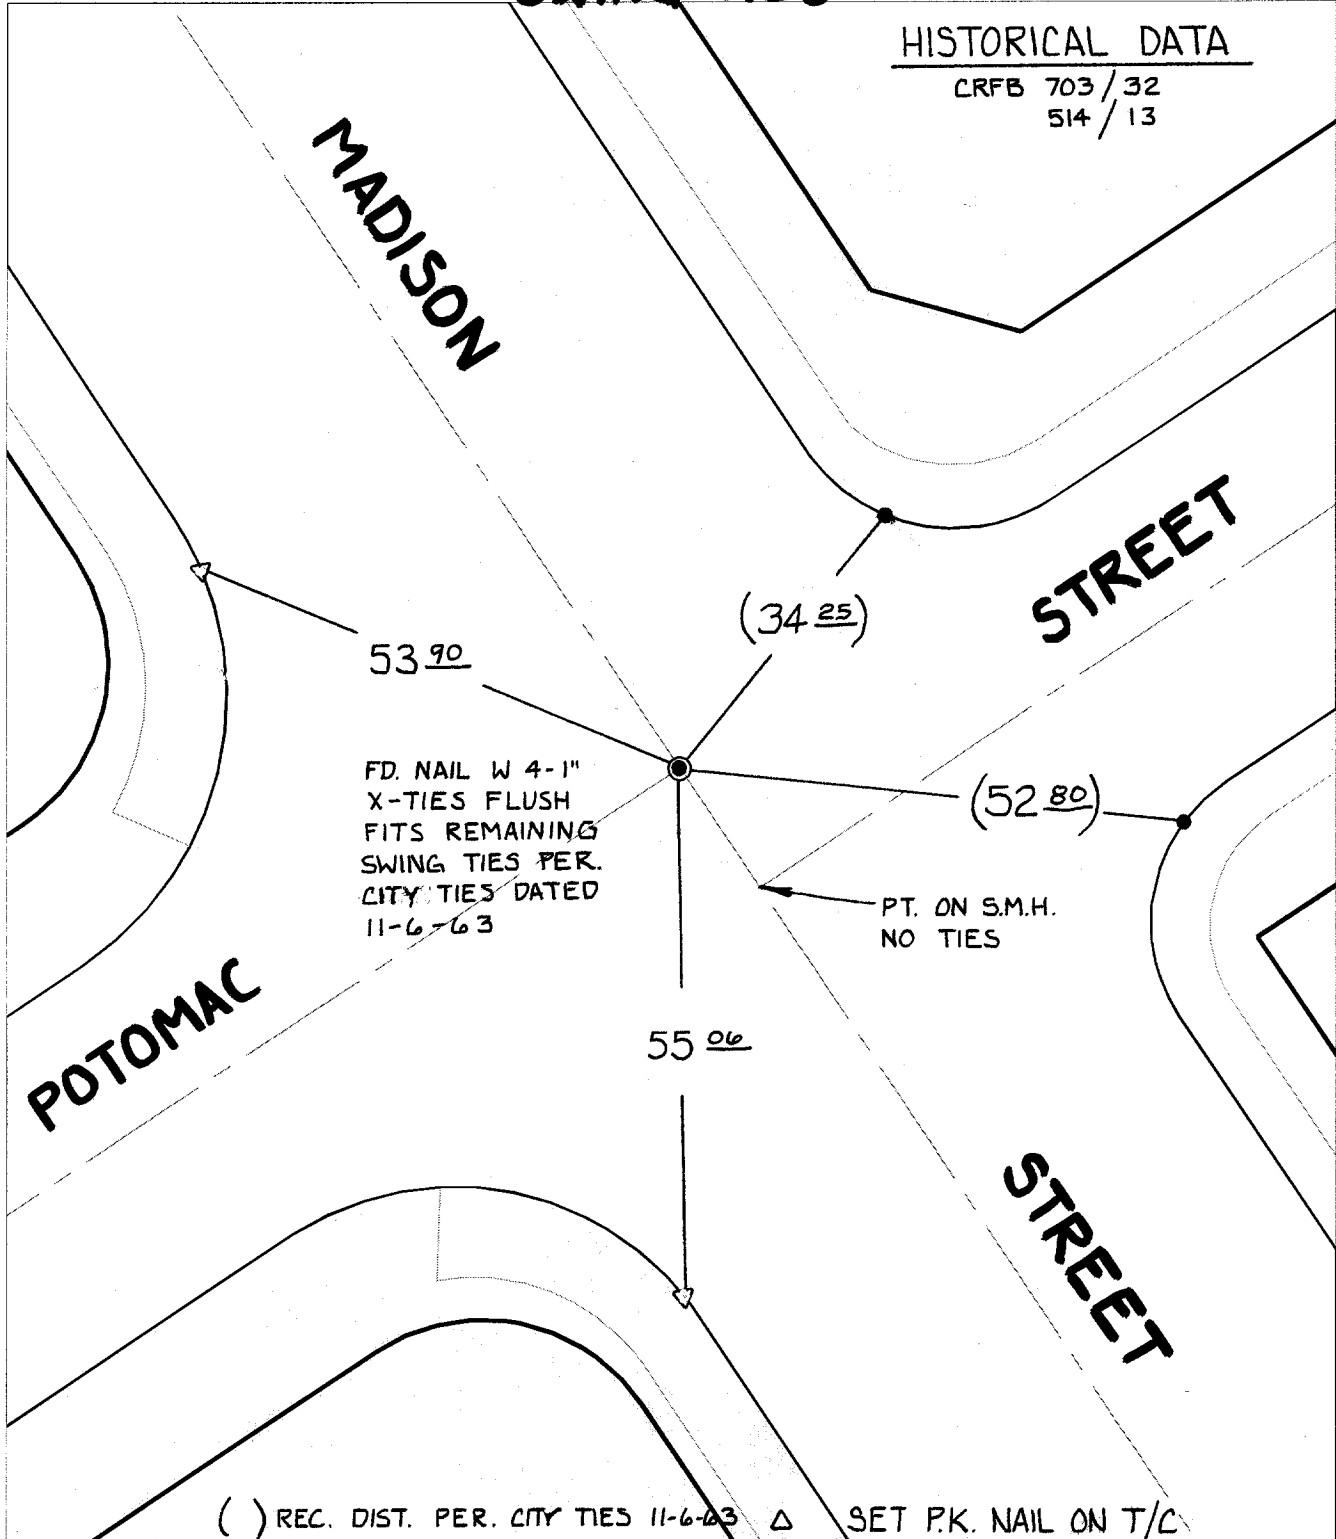 HISTORICAL DATA
CRFB 703/32
514/13
MADISON
STREET
(34 25)
53 90
FD. NAIL W 4-1"
X-TIES FLUSH
FITS REMAINING
SWING TIES PER.
CITY TIES DATED
11-6-63
(52 80)
PT. ON S.M.H.
NO TIES
POTOMAC
55 06
STREET
( ) REC. DIST. PER. CITY TIES 11-6-63 △ SET P.K. NAIL ON T/C